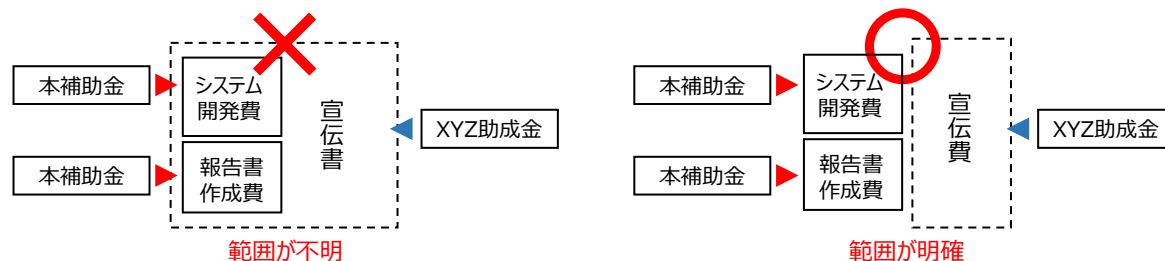 本補助金
システム
開発費
本補助金
報告書
作成費
宣伝書
XYZ助成金
範囲が不明
本補助金
システム
開発費
本補助金
報告書
作成費
宣伝費
XYZ助成金
範囲が明確